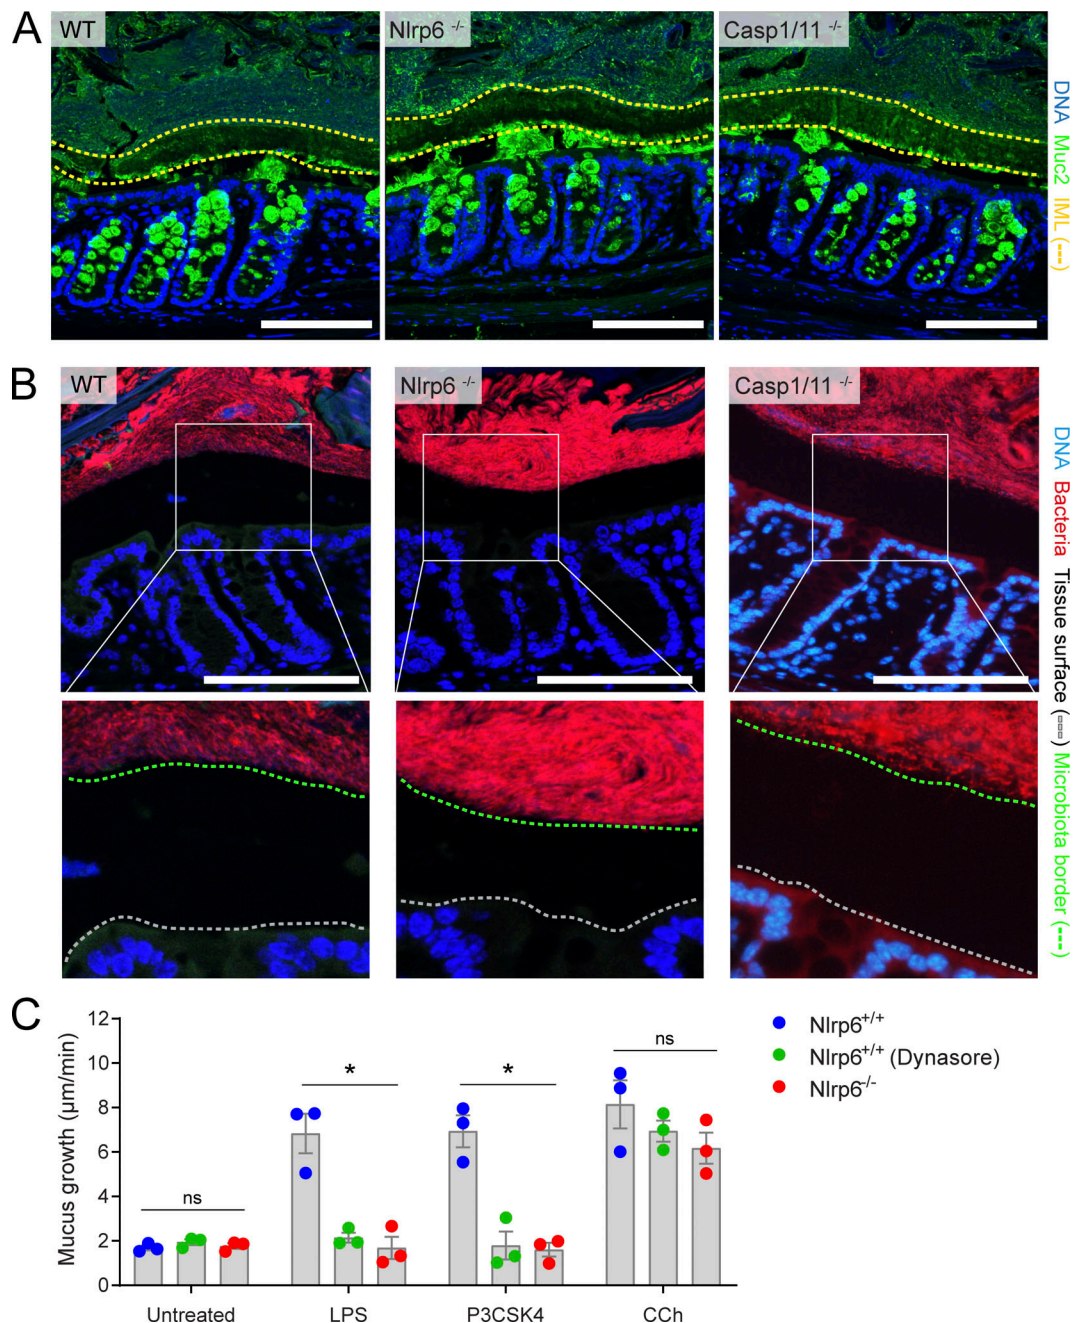 A
WT
Nlrp6 -/-
Casp1/11 -/-
DNA Muc2 IML (---)
B
WT
Nlrp6 -/-
Casp1/11 -/-
DNA Bacteria Tissue surface (---) Microbiota border (---)
C
Mucus growth (µm/min)
12
10
8
6
4
2
0
ns
*
*
ns
Nlrp6+/+
Nlrp6+/+ (Dynasore)
Nlrp6-/-
Untreated
LPS
P3CSK4
CCh